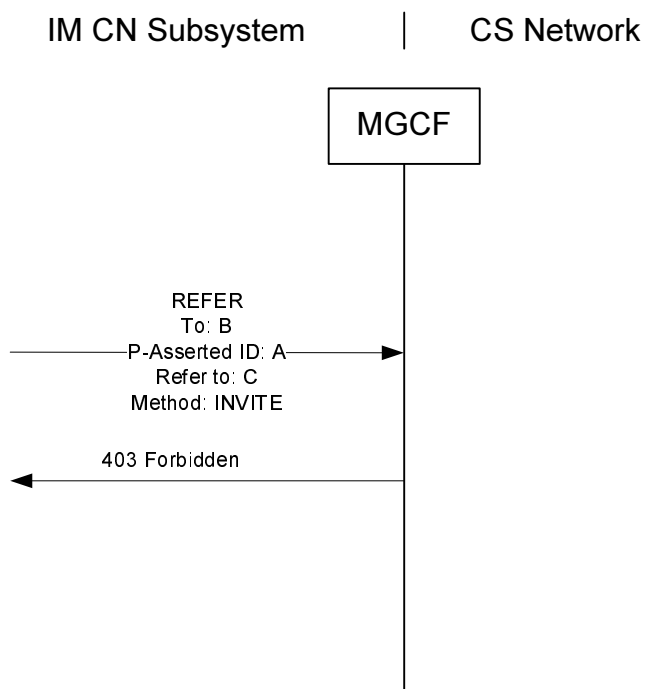 IM CN Subsystem | CS Network
MGCF
REFER
To: B
P-Asserted ID: A
Refer to: C
Method: INVITE
403 Forbidden